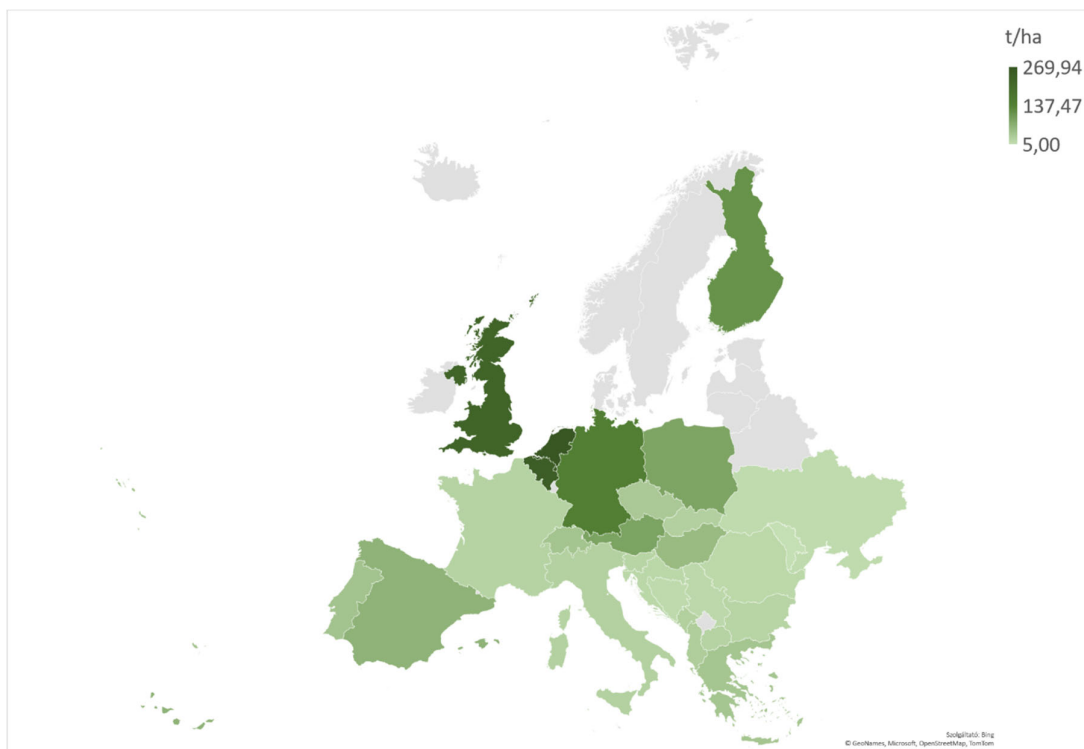 t/ha
269,94
137,47
5,00
Szolgáltató: Bing
© GeoNames, Microsoft, OpenStreetMap, TomTom